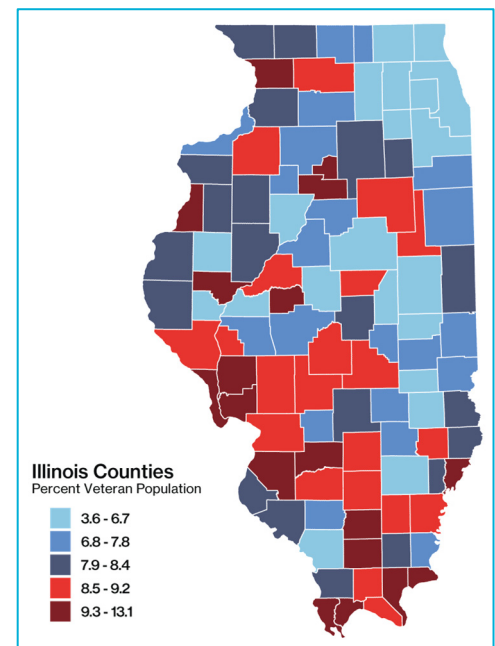 Illinois Counties
Percent Veteran Population
3.6 - 6.7
6.8 - 7.8
7.9 - 8.4
8.5 - 9.2
9.3 - 13.1